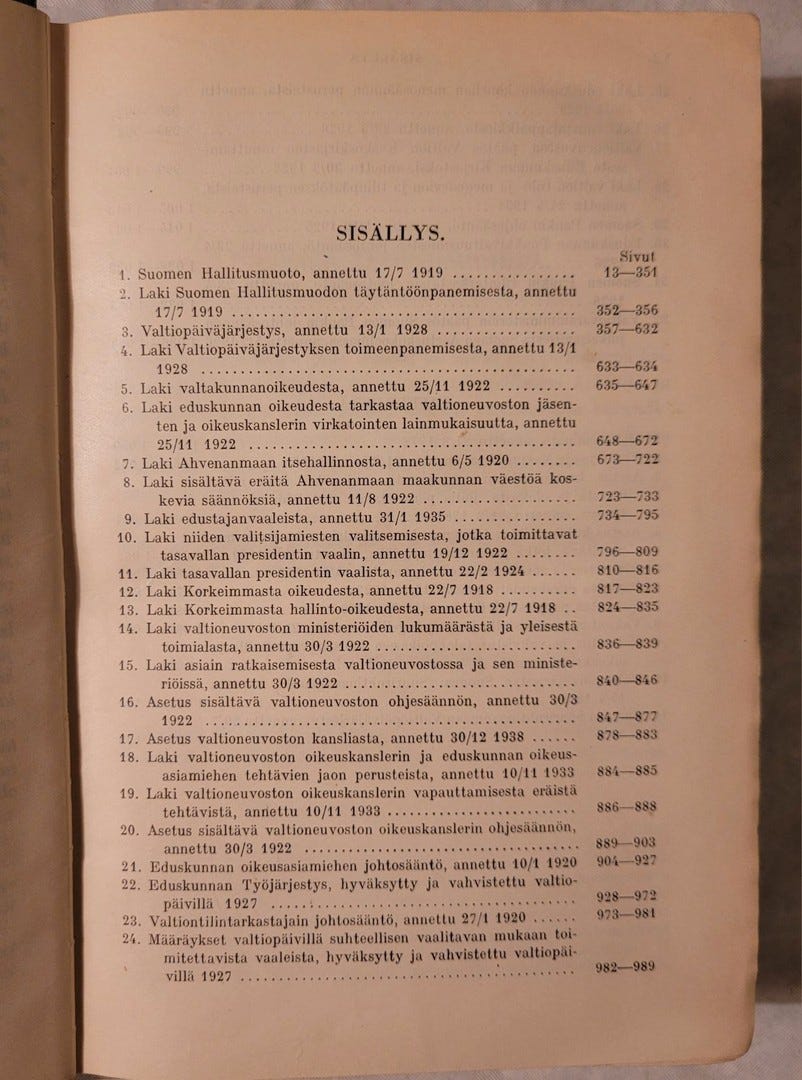 SISÄLLYS.
Sivut
1. Suomen Hallitusmuoto, annettu 17/7 1919 ................ 13—351
2. Laki Suomen Hallitusmuodon täytäntöönpanemisesta, annettu
17/7 1919 ............................................ 352—356
3. Valtiopäiväjärjestys, annettu 13/1 1928 .................. 357—632
4. Laki Valtiopäiväjärjestyksen toimeenpanemisesta, annettu 13/1
1928 ................................................ 633—634
5. Laki valtakunnanoikeudesta, annettu 25/11 1922 .......... 635—647
6. Laki eduskunnan oikeudesta tarkastaa valtioneuvoston jäsen-
ten ja oikeuskanslerin virkatointen lainmukaisuutta, annettu
25/11 1922 .......................................... 648—672
7. Laki Ahvenanmaan itsehallinnosta, annettu 6/5 1920 ........ 673—722
8. Laki sisältävä eräitä Ahvenanmaan maakunnan väestöä kos-
kevia säännöksiä, annettu 11/8 1922 .................... 723—733
9. Laki edustajanvaaleista, annettu 31/1 1935 ................ 734—795
10. Laki niiden valitsijamiesten valitsemisesta, jotka toimittavat
tasavallan presidentin vaalin, annettu 19/12 1922 ........ 796—809
11. Laki tasavallan presidentin vaalista, annettu 22/2 1924 ...... 810—816
12. Laki Korkeimmasta oikeudesta, annettu 22/7 1918 .......... 817—823
13. Laki Korkeimmasta hallinto-oikeudesta, annettu 22/7 1918 .. 824—835
14. Laki valtioneuvoston ministeriöiden lukumäärästä ja yleisestä
toimialasta, annettu 30/3 1922 ...................... 836—839
15. Laki asiain ratkaisemisesta valtioneuvostossa ja sen ministe-
riöissä, annettu 30/3 1922 .............................. 840—846
16. Asetus sisältävä valtioneuvoston ohjesäännön, annettu 30/3
1922 ................................................ 847—877
17. Asetus valtioneuvoston kansliasta, annettu 30/12 1938 ...... 878—883
18. Laki valtioneuvoston oikeuskanslerin ja eduskunnan oikeus-
asiamiehen tehtävien jaon perusteista, annettu 10/11 1933 884—885
19. Laki valtioneuvoston oikeuskanslerin vapauttamisesta eräistä
tehtävistä, annettu 10/11 1933 ........................ 886—888
20. Asetus sisältävä valtioneuvoston oikeuskanslerin ohjesäännön,
annettu 30/3 1922 .................................... 889—903
21. Eduskunnan oikeusasiamiehen johtosääntö, annettu 10/1 1920 904—927
22. Eduskunnan Työjärjestys, hyväksytty ja vahvistettu valtio-
päivillä 1927 ........................................ 928—972
23. Valtiontilintarkastajain johtosääntö, annettu 27/1 1920 ...... 973—981
24. Määräykset valtiopäivillä suhteellisen vaalitavan mukaan toi-
mitettavista vaaleista, hyväksytty ja vahvistettu valtiopäi-
villä 1927 .......................................... 982—989